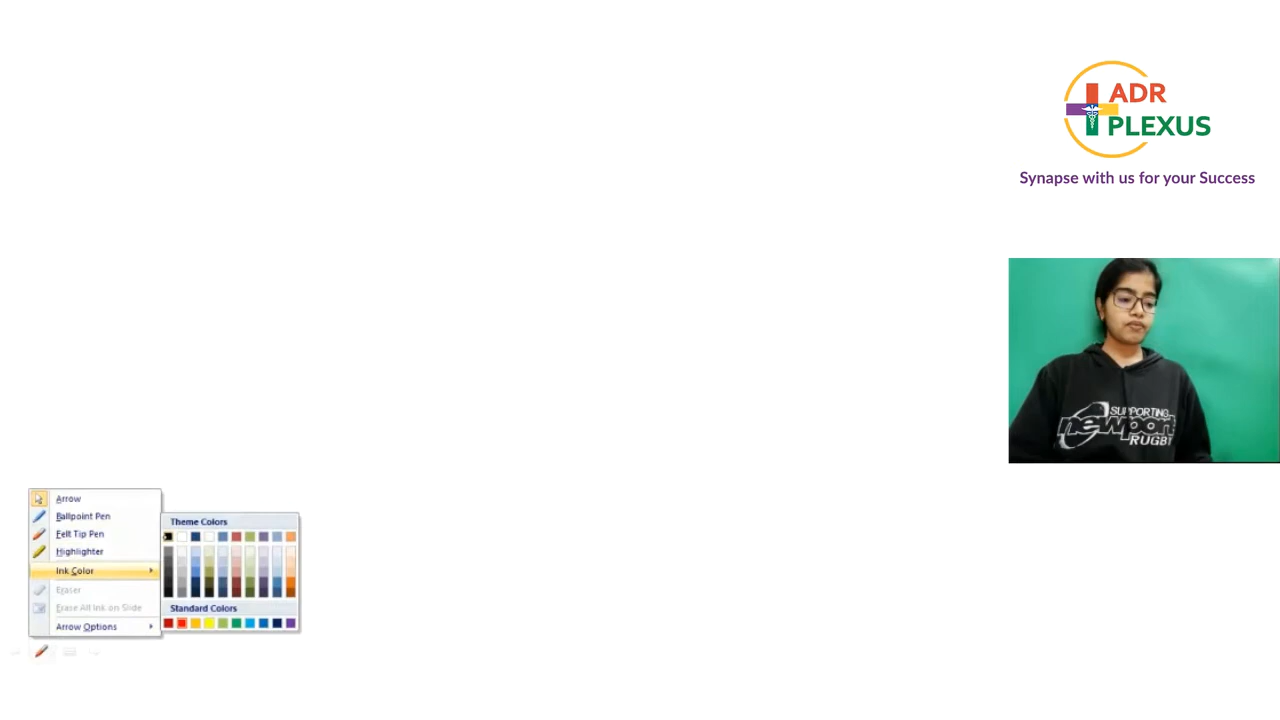 ADR
PLEXUS
Synapse with us for your Success
SUPPORTING
newport
RUGBY
Arrow
Ballpoint Pen
Felt Tip Pen
Highlighter
Ink Color
Eraser
Erase All Ink on Slide
Arrow Options
Theme Colors
Standard Colors